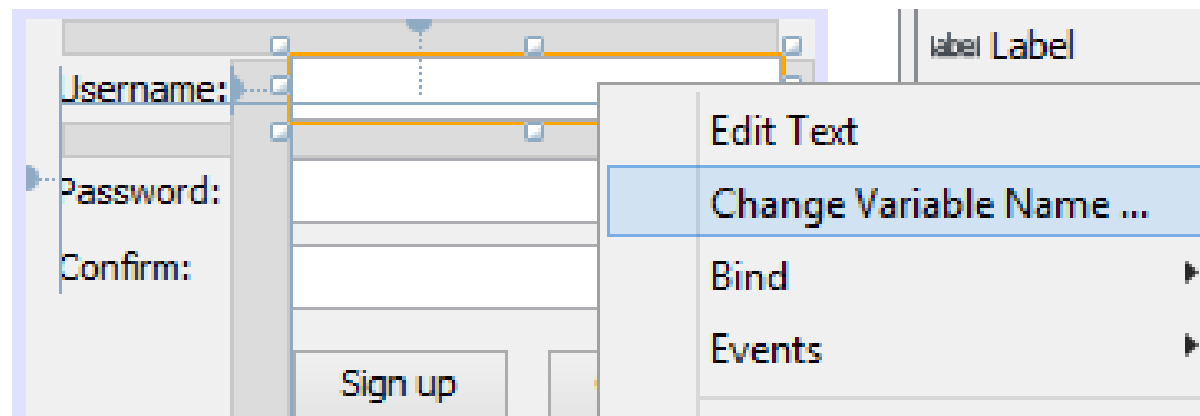 label Label
Username:
Edit Text
Password:
Change Variable Name ...
Confirm:
Bind
Events
Sign up